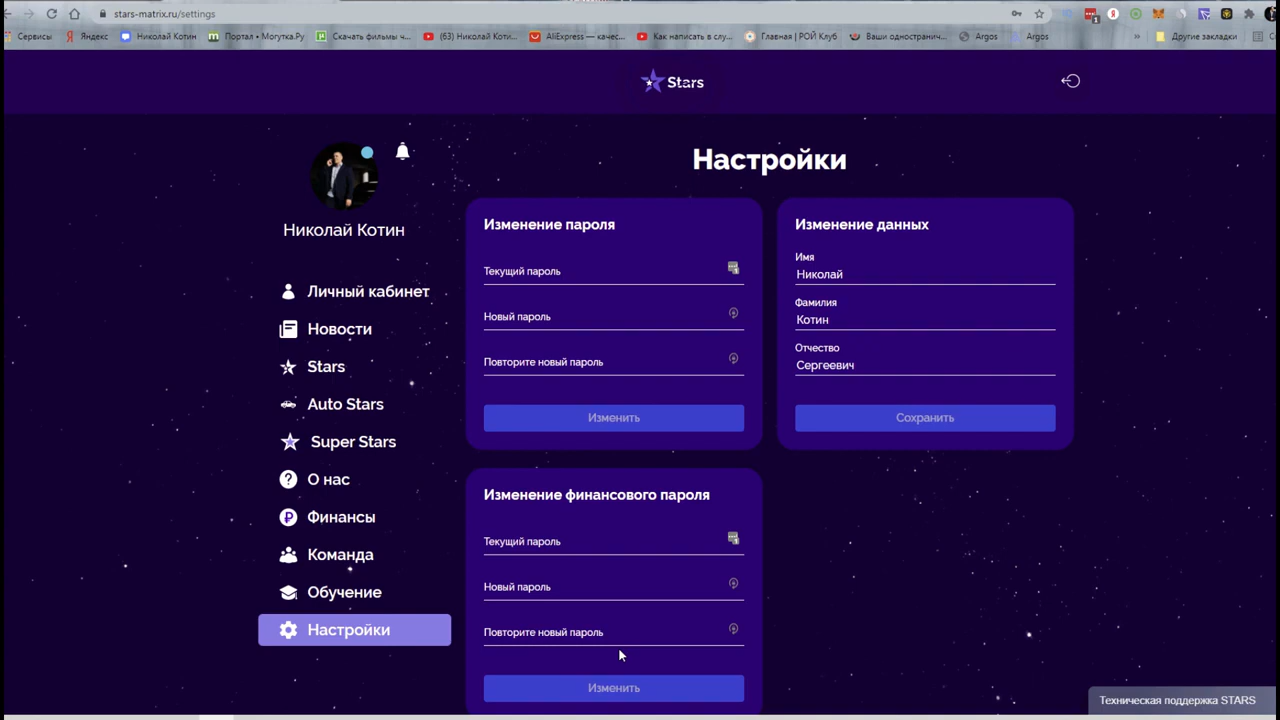 stars-matrix.ru/settings
Сервисы Яндекс Николай Котин Портал • Могутка.Ру Скачать фильмы ч... (63) Николай Коти... AliExpress — качес... Как написать в слу... Главная | РОЙ Клуб Ваши одностранич... Argos Argos » Другие закладки
Stars
Николай Котин
Личный кабинет
Новости
Stars
Auto Stars
Super Stars
О нас
Финансы
Команда
Обучение
Настройки
Настройки
Изменение пароля
Текущий пароль
Новый пароль
Повторите новый пароль
Изменить
Изменение данных
Имя
Николай
Фамилия
Котин
Отчество
Сергеевич
Сохранить
Изменение финансового пароля
Текущий пароль
Новый пароль
Повторите новый пароль
Изменить
Техническая поддержка STARS